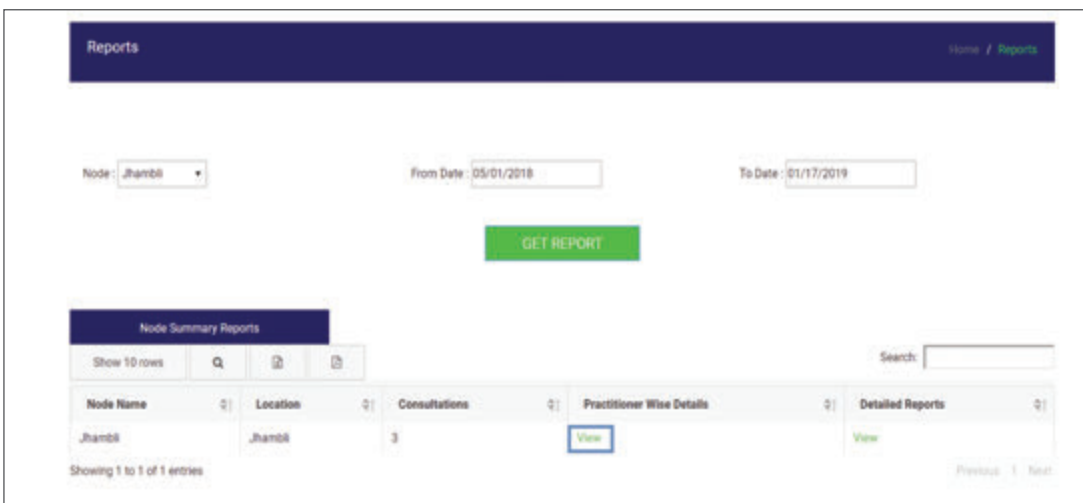 Reports
Home / Reports
Node : Jhambli From Date : 05/01/2018 To Date : 01/17/2019
GET REPORT
Node Summary Reports
Show 10 rows Search:
Node Name Location Consultations Practitioner Wise Details Detailed Reports
Jhambli Jhambli 3 View View
Showing 1 to 1 of 1 entries Previous 1 Next